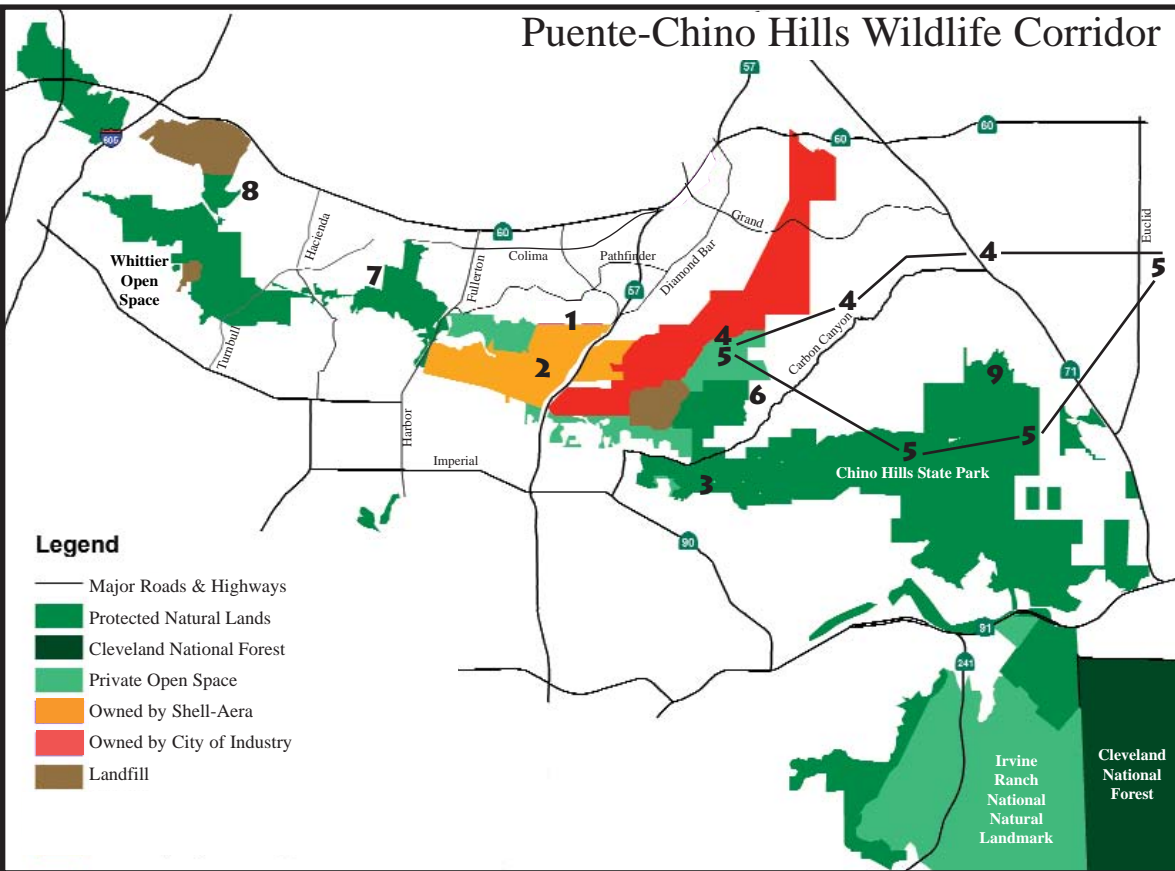 Puente-Chino Hills Wildlife Corridor
57
605
60
60
8
Hacienda
Grand
Euclid
60
Colima
Pathfinder
Whittier
Open
Space
7
Fullerton
Diamond Bar
4
5
57
4
1
Carbon Canyon
Turnbull
2
4
5
71
9
6
Harbor
5
5
Imperial
Chino Hills State Park
3
90
Legend
Major Roads & Highways
Protected Natural Lands
Cleveland National Forest
Private Open Space
Owned by Shell-Aera
Owned by City of Industry
Landfill
91
241
Irvine
Ranch
National
Natural
Landmark
Cleveland
National
Forest